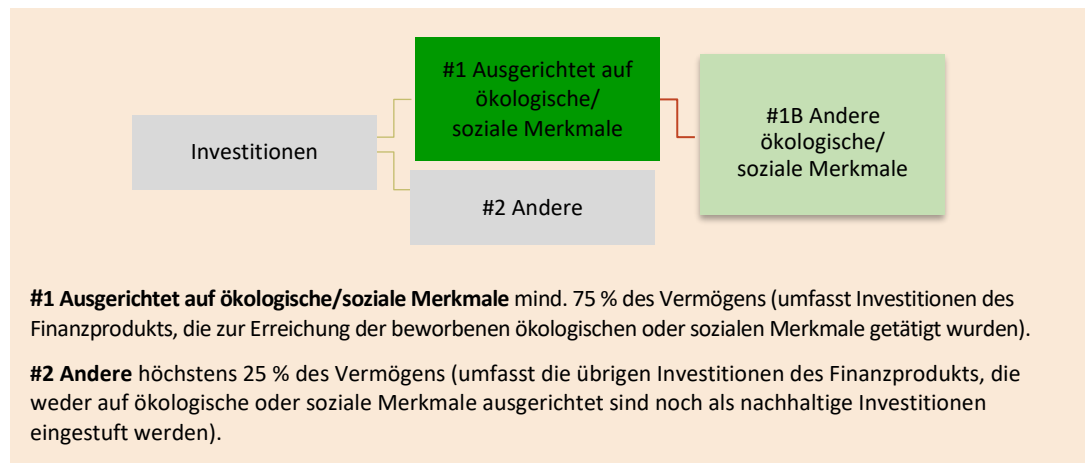 Investitionen
#1 Ausgerichtet auf
ökologische/
soziale Merkmale
#2 Andere
#1B Andere
ökologische/
soziale Merkmale
#1 Ausgerichtet auf ökologische/soziale Merkmale mind. 75 % des Vermögens (umfasst Investitionen des
Finanzprodukts, die zur Erreichung der beworbenen ökologischen oder sozialen Merkmale getätigt wurden).
#2 Andere höchstens 25 % des Vermögens (umfasst die übrigen Investitionen des Finanzprodukts, die
weder auf ökologische oder soziale Merkmale ausgerichtet sind noch als nachhaltige Investitionen
eingestuft werden).